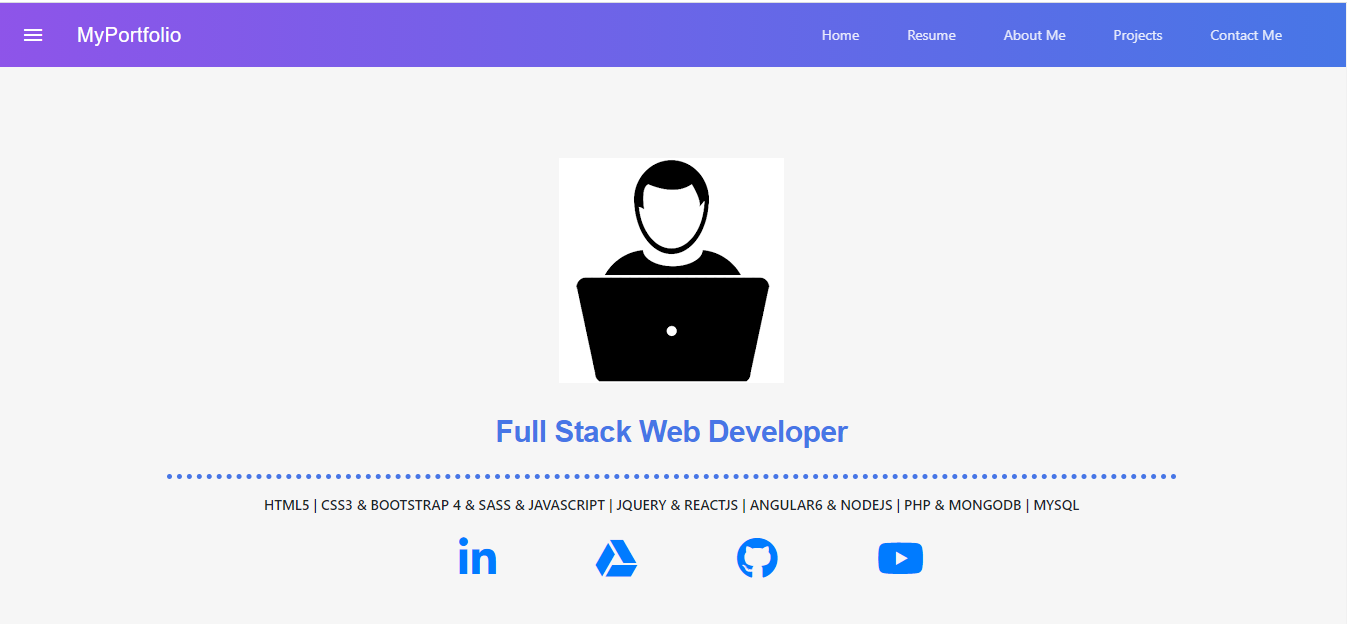 MyPortfolio Home Resume About Me Projects Contact Me
Full Stack Web Developer
HTML5 | CSS3 & BOOTSTRAP 4 & SASS & JAVASCRIPT | JQUERY & REACTJS | ANGULAR6 & NODEJS | PHP & MONGODB | MYSQL
in